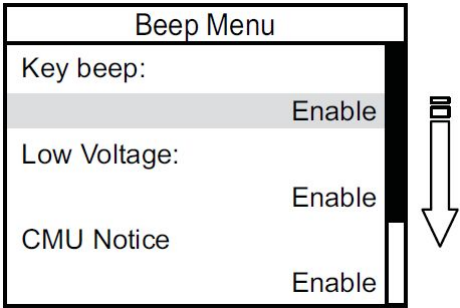 Beep Menu
Key beep:
Enable
Low Voltage:
Enable
CMU Notice
Enable